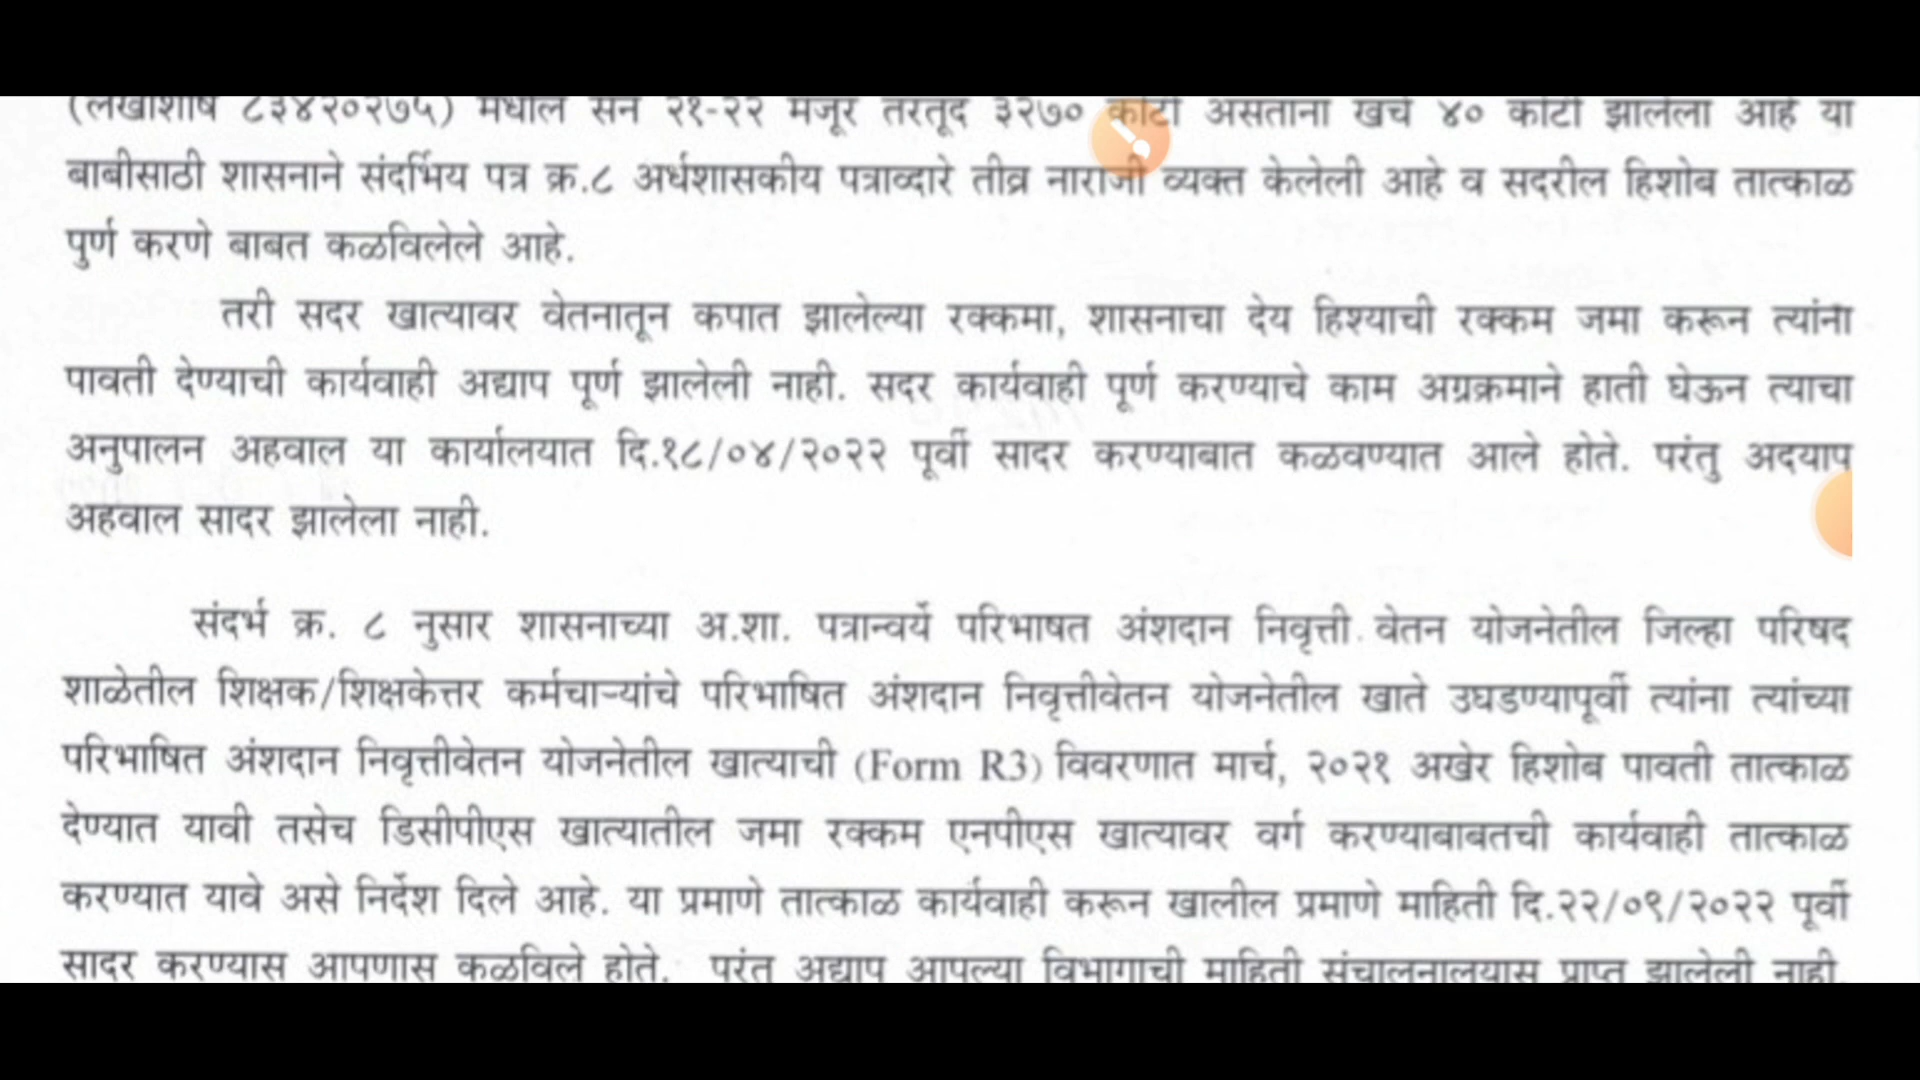 (लेखाशीर्ष ८३४२०२७५) मधील सन २१-२२ मंजूर तरतूद ३२७० कोटी असताना खर्च ४० कोटी झालेला आहे या
बाबीसाठी शासनाने संदर्भिय पत्र क्र.८ अर्धशासकीय पत्राव्दारे तीव्र नाराजी व्यक्त केलेली आहे व सदरील हिशोब तात्काळ
पुर्ण करणे बाबत कळविलेले आहे.
तरी सदर खात्यावर वेतनातून कपात झालेल्या रक्कमा, शासनाचा देय हिश्याची रक्कम जमा करून त्यांना
पावती देण्याची कार्यवाही अद्याप पूर्ण झालेली नाही. सदर कार्यवाही पूर्ण करण्याचे काम अग्रक्रमाने हाती घेऊन त्याचा
अनुपालन अहवाल या कार्यालयात दि.१८/०४/२०२२ पूर्वी सादर करण्याबात कळवण्यात आले होते. परंतु अदयाप
अहवाल सादर झालेला नाही.
संदर्भ क्र. ८ नुसार शासनाच्या अ.शा. पत्रान्वये परिभाषत अंशदान निवृत्ती वेतन योजनेतील जिल्हा परिषद
शाळेतील शिक्षक/शिक्षकेत्तर कर्मचाऱ्यांचे परिभाषित अंशदान निवृत्तीवेतन योजनेतील खाते उघडण्यापूर्वी त्यांना त्यांच्या
परिभाषित अंशदान निवृत्तीवेतन योजनेतील खात्याची (Form R3) विवरणात मार्च, २०२१ अखेर हिशोब पावती तात्काळ
देण्यात यावी तसेच डिसीपीएस खात्यातील जमा रक्कम एनपीएस खात्यावर वर्ग करण्याबाबतची कार्यवाही तात्काळ
करण्यात यावे असे निर्देश दिले आहे. या प्रमाणे तात्काळ कार्यवाही करून खालील प्रमाणे माहिती दि.२२/०९/२०२२ पूर्वी
सादर करण्यास आपणास कळविले होते. परंतु अद्याप आपल्या विभागाची माहिती संचालनालयास प्राप्त झालेली नाही.